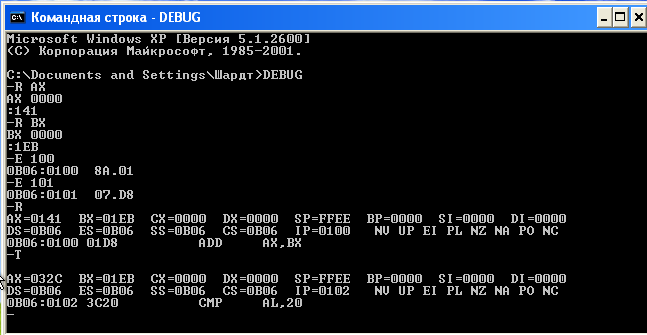 Командная строка - DEBUG
Microsoft Windows XP [Версия 5.1.2600]
(C) Корпорация Майкрософт, 1985-2001.
C:\Documents and Settings\Шардт>DEBUG
-R AX
AX 0000
:141
-R BX
BX 0000
:1EB
-E 100
0B06:0100  8A.01
-E 101
0B06:0101  07.D8
-R
AX=0141  BX=01EB  CX=0000  DX=0000  SP=FFEE  BP=0000  SI=0000  DI=0000
DS=0B06  ES=0B06  SS=0B06  CS=0B06  IP=0100   NV UP EI PL NZ NA PO NC
0B06:0100 01D8          ADD     AX,BX
-T
AX=032C  BX=01EB  CX=0000  DX=0000  SP=FFEE  BP=0000  SI=0000  DI=0000
DS=0B06  ES=0B06  SS=0B06  CS=0B06  IP=0102   NV UP EI PL NZ NA PO NC
0B06:0102 3C20          CMP     AL,20
-